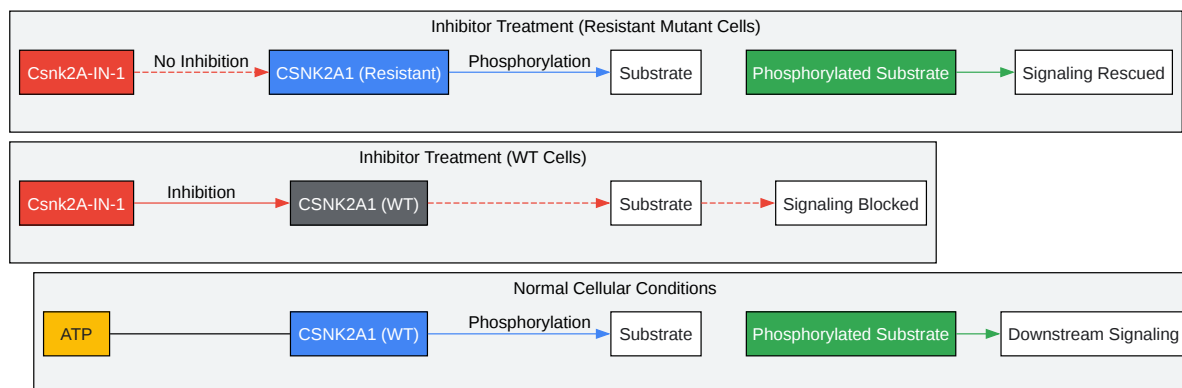 Inhibitor Treatment (Resistant Mutant Cells)
Csnk2A-IN-1
No Inhibition
CSNK2A1 (Resistant)
Phosphorylation
Substrate
Phosphorylated Substrate
Signaling Rescued
Inhibitor Treatment (WT Cells)
Csnk2A-IN-1
Inhibition
CSNK2A1 (WT)
Substrate
Signaling Blocked
Normal Cellular Conditions
ATP
CSNK2A1 (WT)
Phosphorylation
Substrate
Phosphorylated Substrate
Downstream Signaling